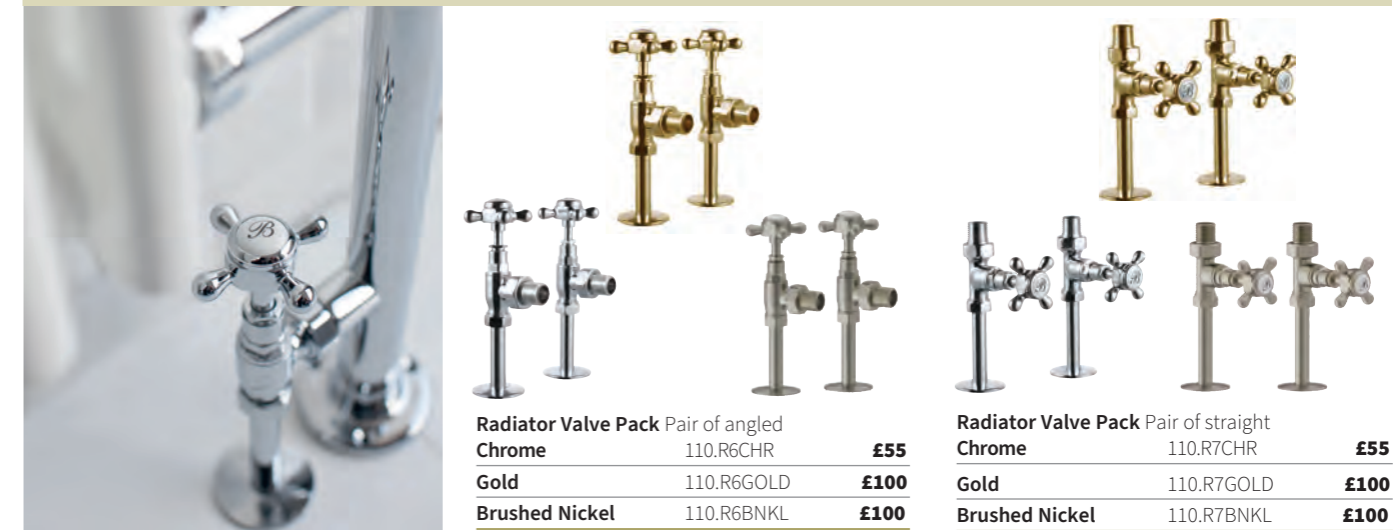 B
Radiator Valve Pack Pair of angled
Chrome 110.R6CHR £55
Gold 110.R6GOLD £100
Brushed Nickel 110.R6BNKL £100
Radiator Valve Pack Pair of straight
Chrome 110.R7CHR £55
Gold 110.R7GOLD £100
Brushed Nickel 110.R7BNKL £100